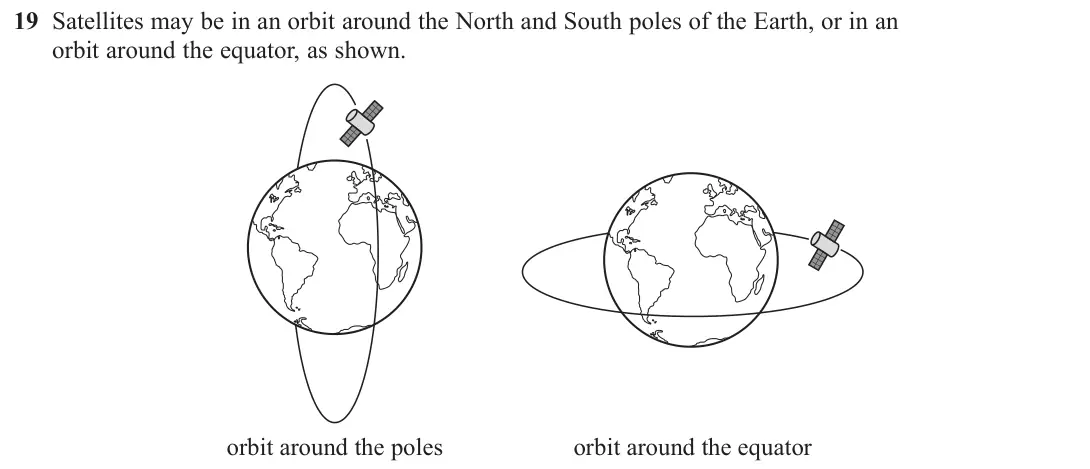 19 Satellites may be in an orbit around the North and South poles of the Earth, or in an
orbit around the equator, as shown.
orbit around the poles
orbit around the equator